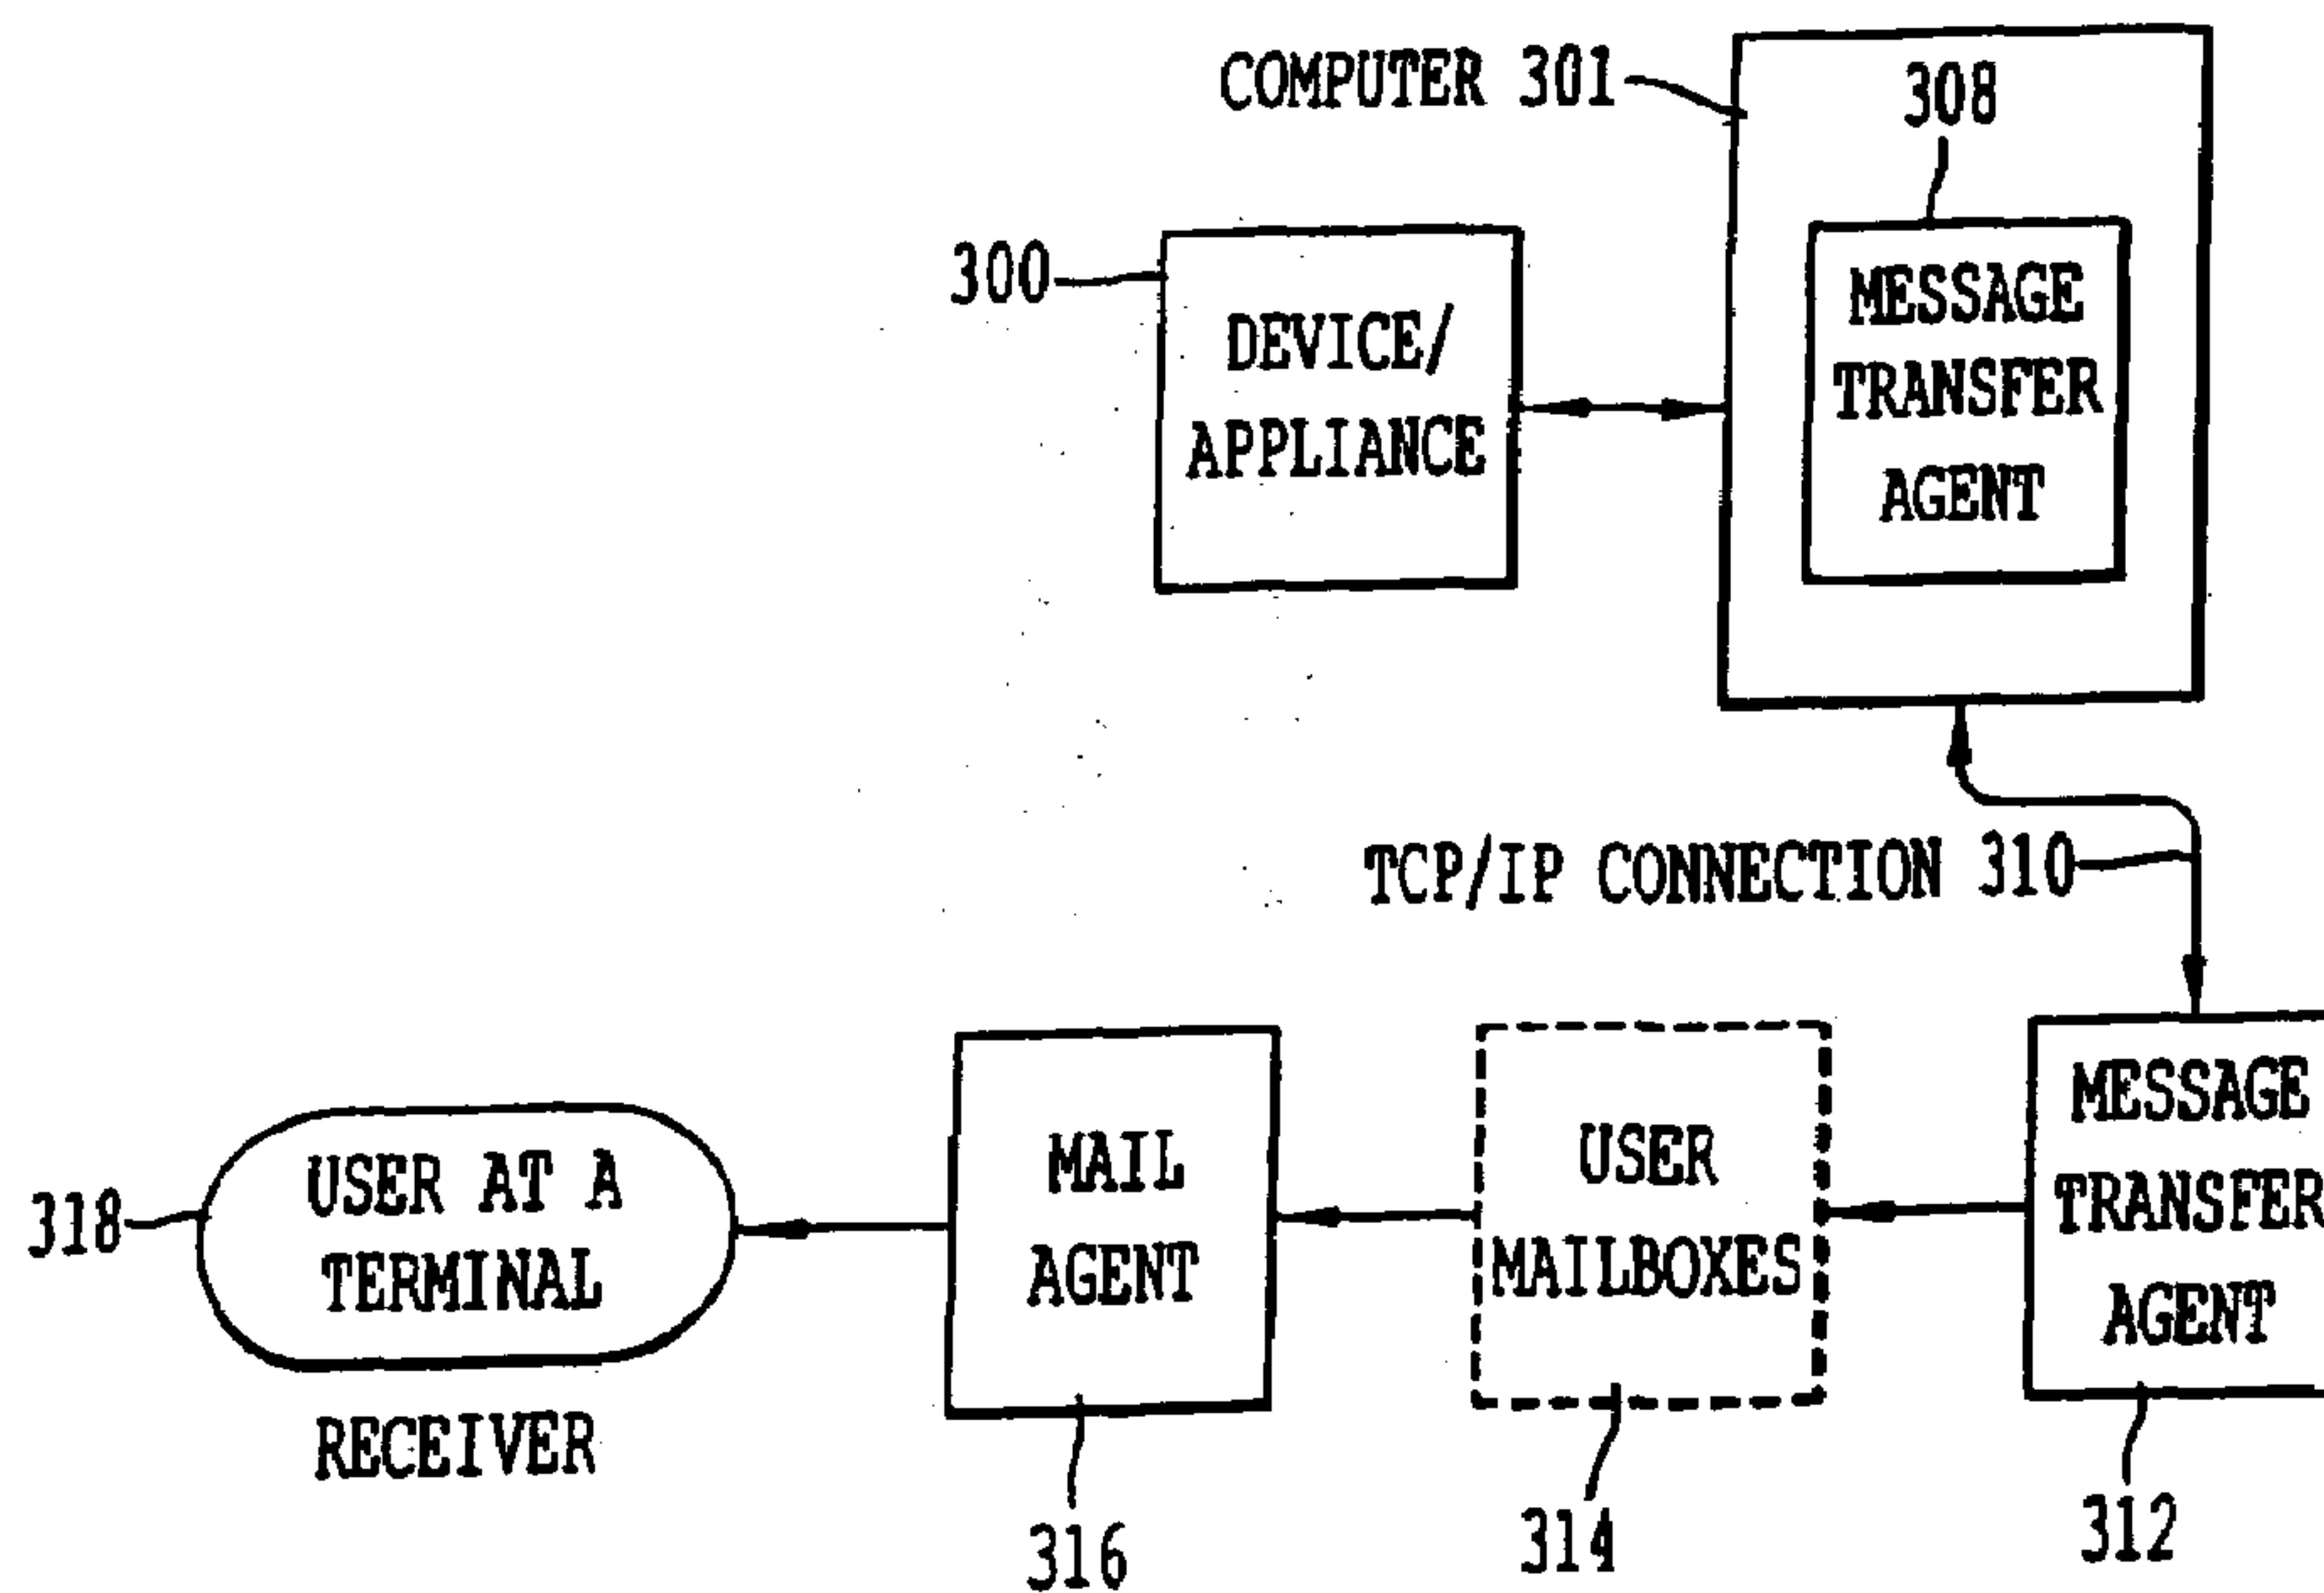 COMPUTER 301
308
300
DEVICE/
APPLIANCE
MESSAGE
TRANSFER
AGENT
TCP/IP CONNECTION 310
318
USER AT A
TERMINAL
RECEIVER
MAIL
AGENT
316
USER
MAILBOXES
314
MESSAGE
TRANSFER
AGENT
312